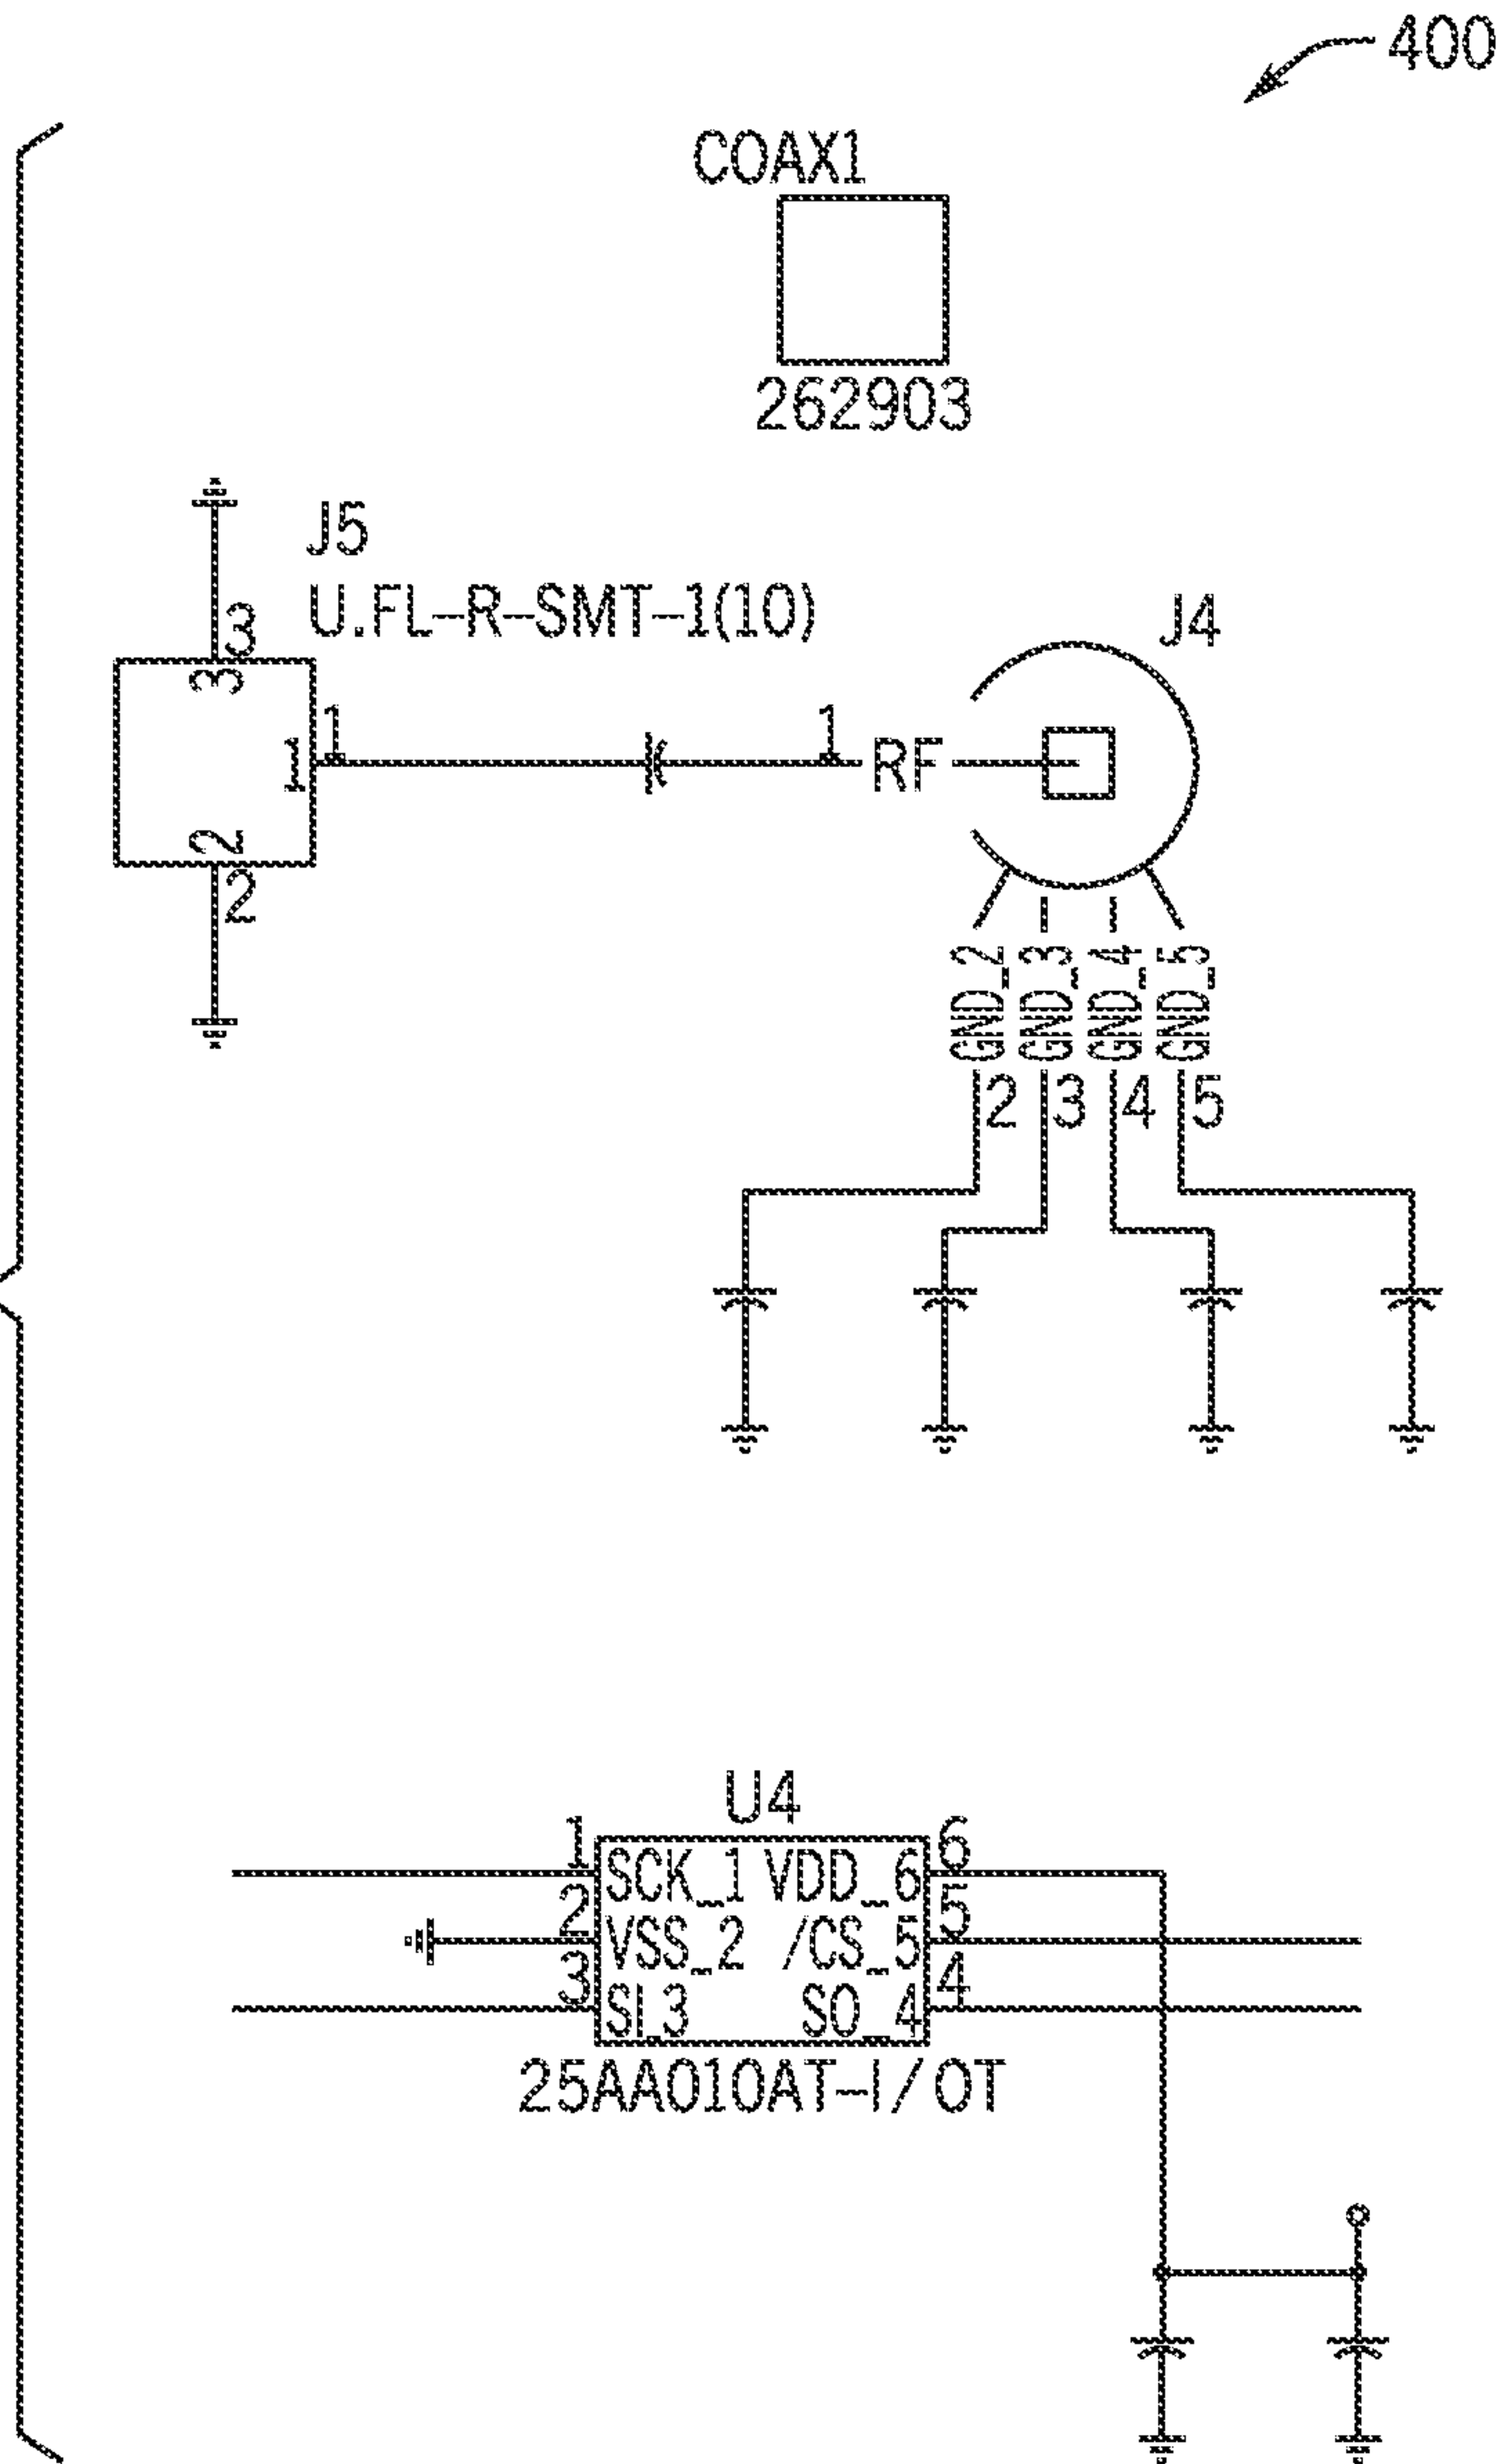 400
COAX1
262903
J5
U.FL-R-SMT-1(10)
3
3
1
1
2
2
J4
1
RF
GND_2
GND_3
GND_4
GND_5
2
3
4
5
U4
1
SCK_1
VDD_6
6
2
VSS_2
/CS_5
5
3
SI_3
SO_4
4
25AA010AT-I/OT